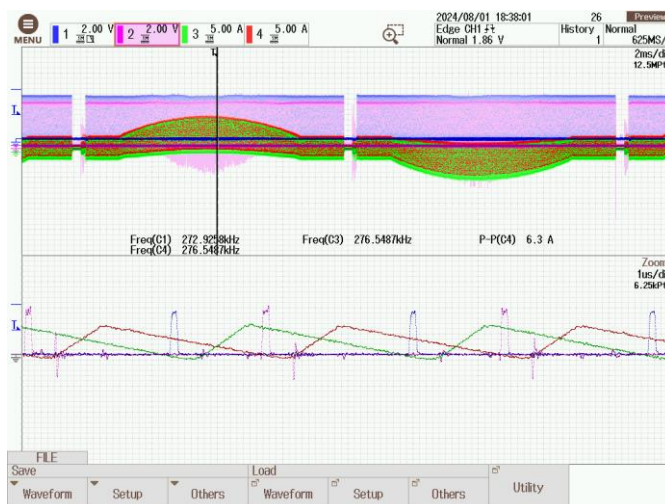 2024/08/01 18:38:01 26 Preview
MENU 1 2.00 V 2 2.00 V 3 5.00 A 4 5.00 A Edge CH1 History Normal
Normal 1.86 V 1 625MS/
2ms/di
12.5MPt
Freq(C1) 272.9258kHz Freq(C3) 276.5487kHz P-P(C4) 6.3 A
Freq(C4) 276.5487kHz
Zoom
1us/di
6.25kPt
FILE
Save Load
Waveform Setup Others Waveform Setup Others Utility